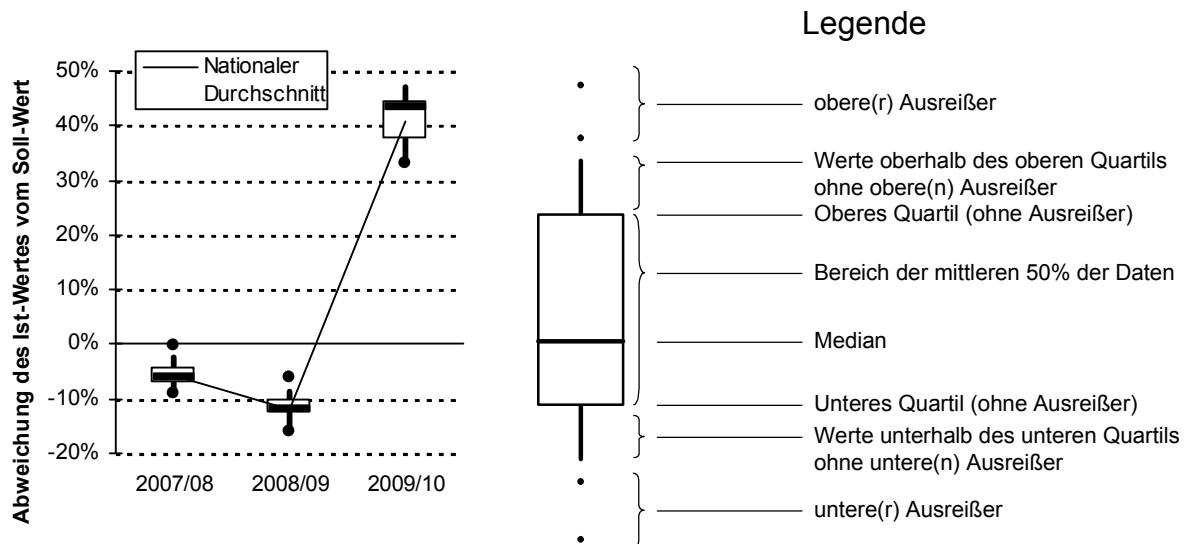 Legende
Nationaler
Durchschnitt
Abweichung des Ist-Wertes vom Soll-Wert
50%
40%
30%
20%
10%
0%
-10%
-20%
2007/08 2008/09 2009/10
obere(r) Ausreißer
Werte oberhalb des oberen Quartils
ohne obere(n) Ausreißer
Oberes Quartil (ohne Ausreißer)
Bereich der mittleren 50% der Daten
Median
Unteres Quartil (ohne Ausreißer)
Werte unterhalb des unteren Quartils
ohne untere(n) Ausreißer
untere(r) Ausreißer